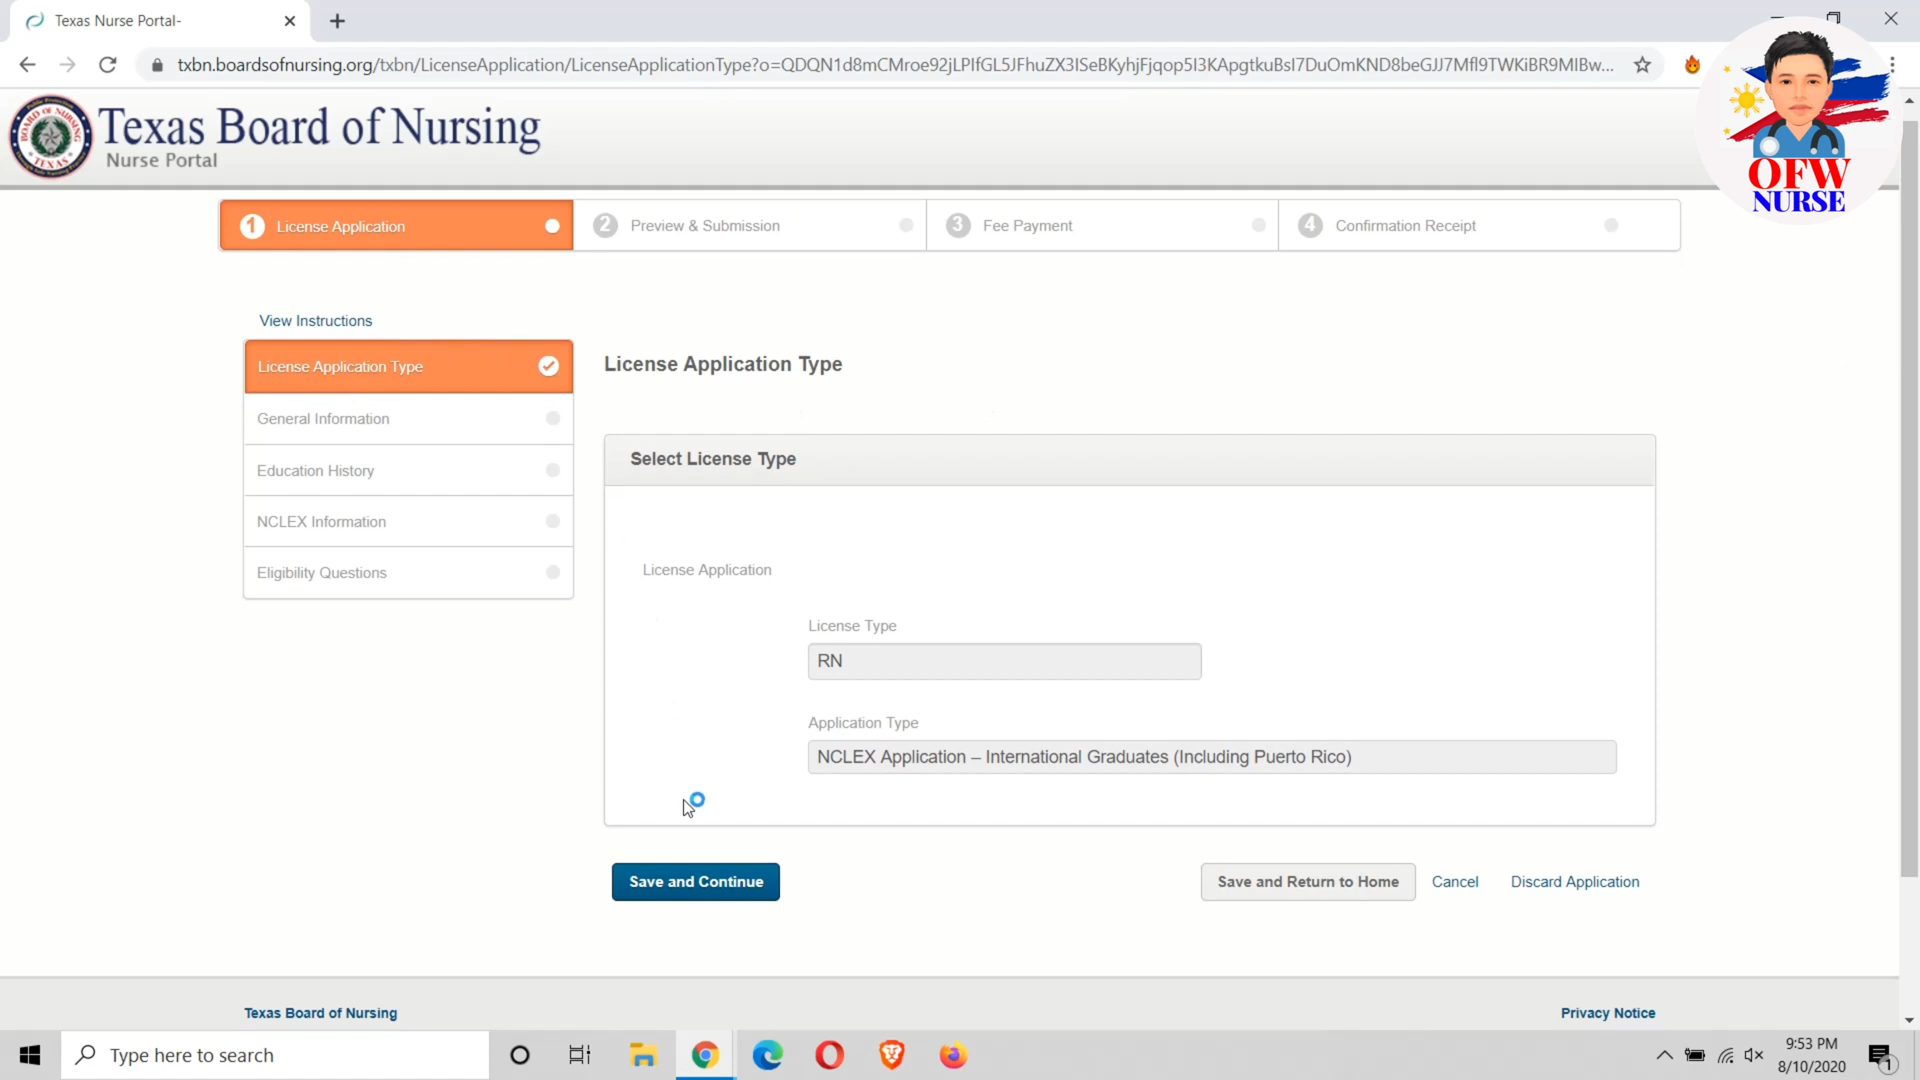 Texas Nurse Portal-
txbn.boardsofnursing.org/txbn/LicenseApplication/LicenseApplicationType?o=
Texas Board of Nursing
Nurse Portal
OFW
NURSE
1 License Application
2 Preview & Submission
3 Fee Payment
4 Confirmation Receipt
View Instructions
License Application Type
General Information
Education History
NCLEX Information
Eligibility Questions
License Application Type
Select License Type
License Application
License Type
RN
Application Type
NCLEX Application – International Graduates (Including Puerto Rico)
Save and Continue
Save and Return to Home
Cancel
Discard Application
Texas Board of Nursing
Privacy Notice
Type here to search
9:53 PM
8/10/2020
1